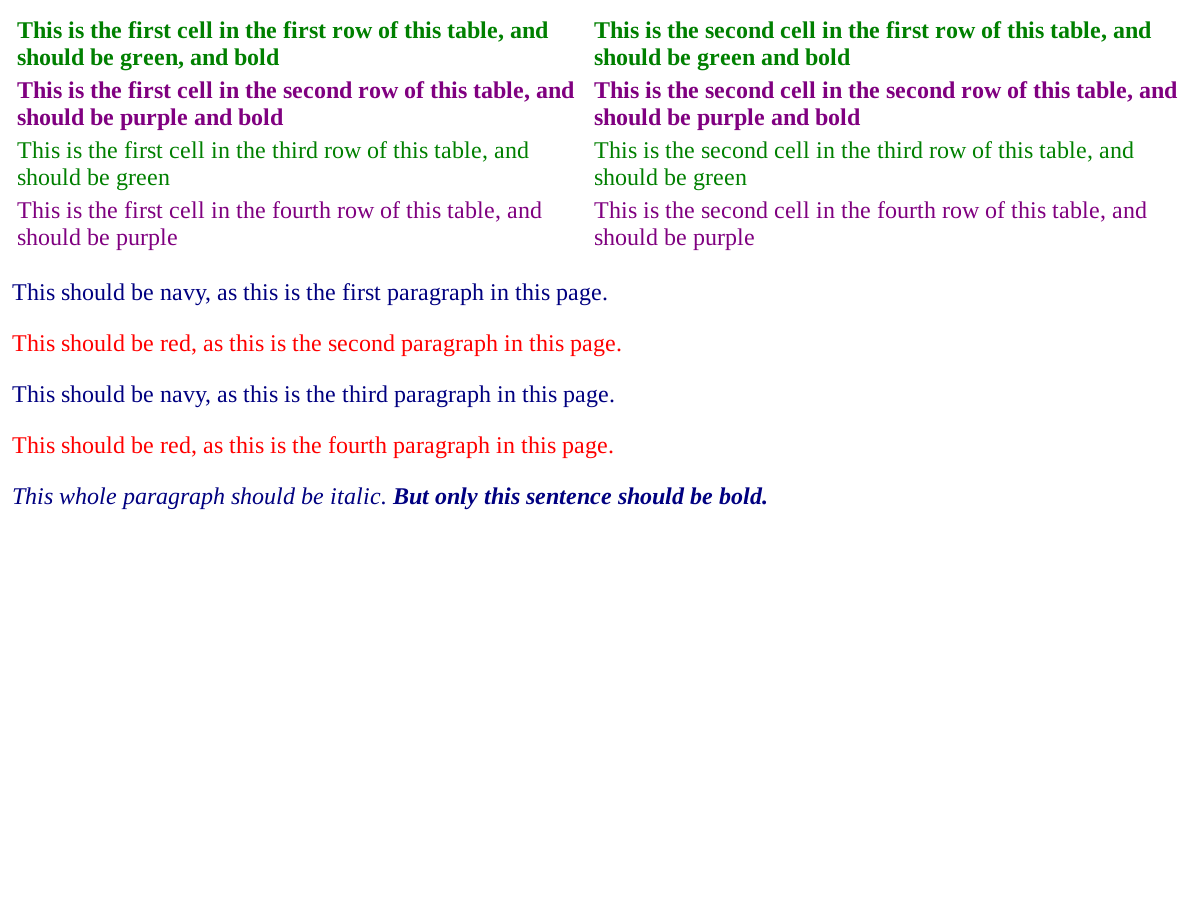 This is the first cell in the first row of this table, and
should be green, and bold
This is the second cell in the first row of this table, and
should be green and bold
This is the first cell in the second row of this table, and
should be purple and bold
This is the second cell in the second row of this table, and
should be purple and bold
This is the first cell in the third row of this table, and
should be green
This is the second cell in the third row of this table, and
should be green
This is the first cell in the fourth row of this table, and
should be purple
This is the second cell in the fourth row of this table, and
should be purple
This should be navy, as this is the first paragraph in this page.
This should be red, as this is the second paragraph in this page.
This should be navy, as this is the third paragraph in this page.
This should be red, as this is the fourth paragraph in this page.
This whole paragraph should be italic. But only this sentence should be bold.